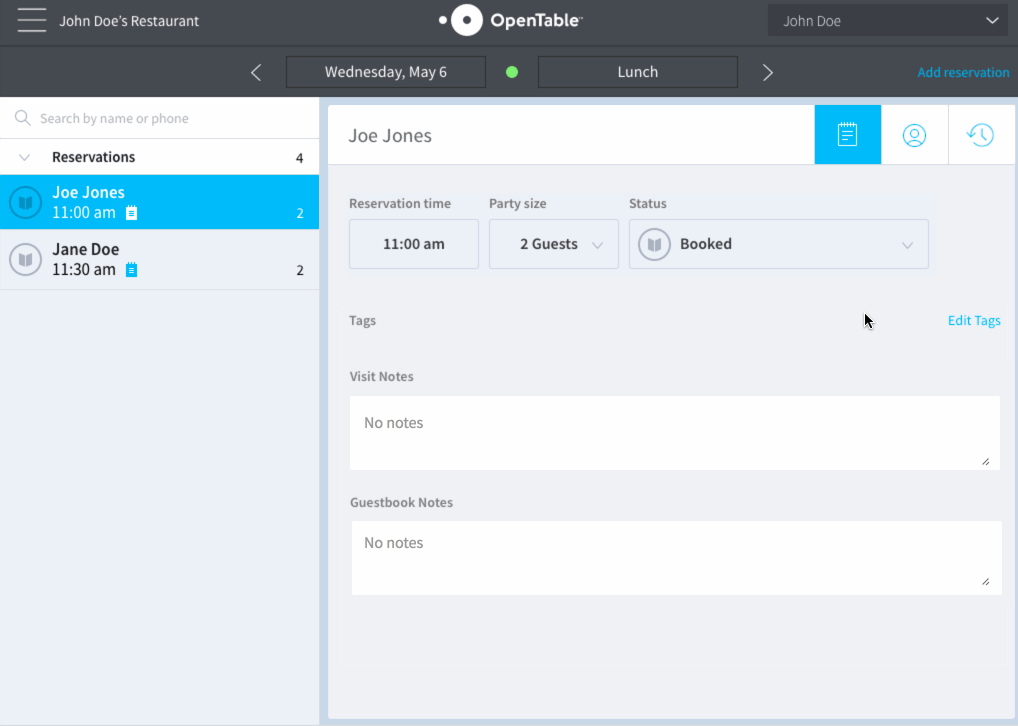 John Doe's Restaurant
OpenTable
John Doe
Wednesday, May 6
Lunch
Add reservation
Search by name or phone
Reservations 4
Joe Jones
11:00 am 2
Jane Doe
11:30 am 2
Joe Jones
Reservation time Party size Status
11:00 am 2 Guests Booked
Tags Edit Tags
Visit Notes
No notes
Guestbook Notes
No notes